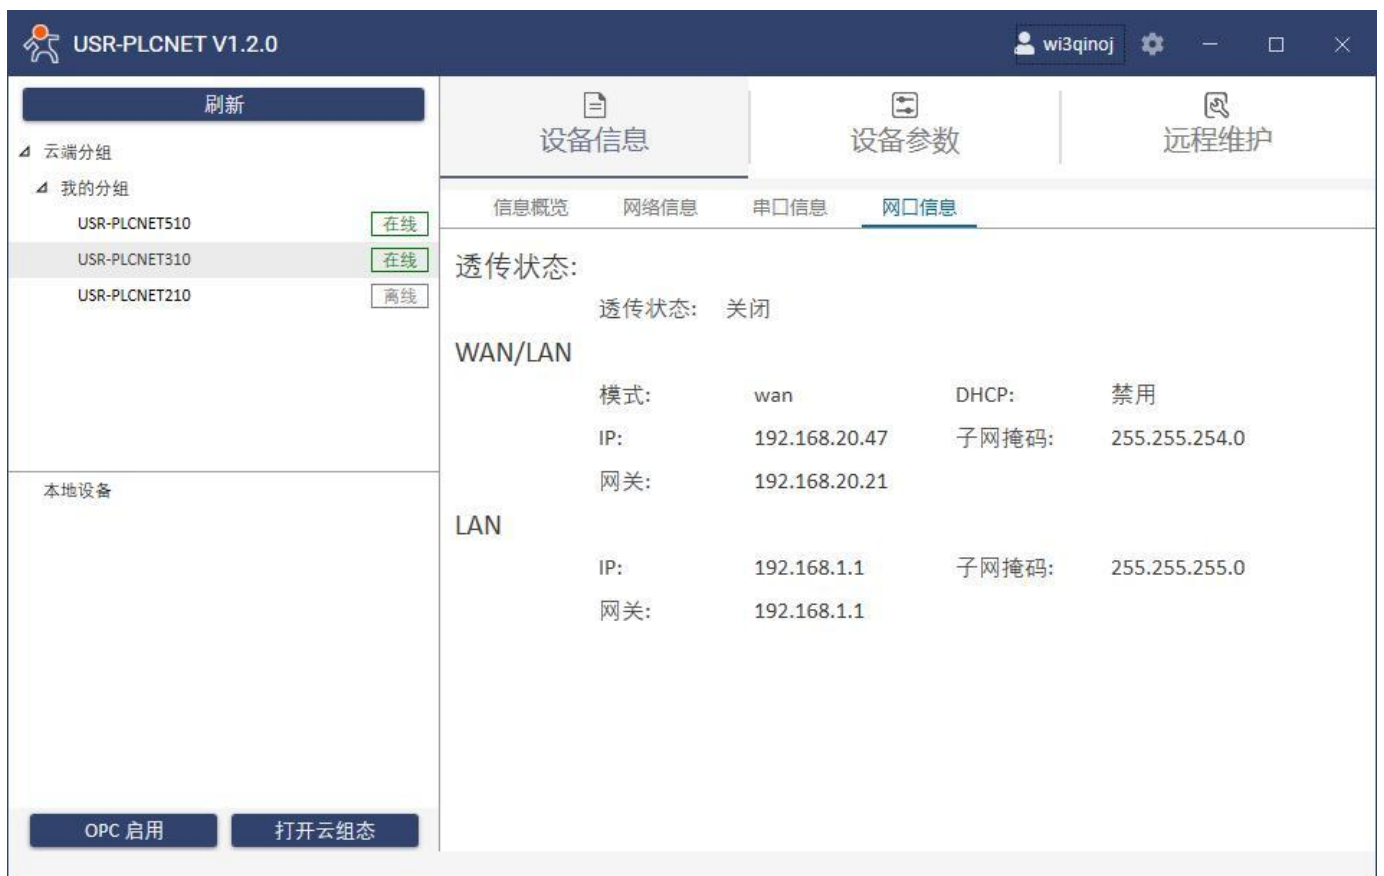 USR-PLCNET V1.2.0
wi3qinoj
刷新
云端分组
我的分组
USR-PLCNET510 在线
USR-PLCNET310 在线
USR-PLCNET210 离线
本地设备
OPC 启用 打开云组态
设备信息 设备参数 远程维护
信息概览 网络信息 串口信息 网口信息
透传状态:
透传状态: 关闭
WAN/LAN
模式: wan DHCP: 禁用
IP: 192.168.20.47 子网掩码: 255.255.254.0
网关: 192.168.20.21
LAN
IP: 192.168.1.1 子网掩码: 255.255.255.0
网关: 192.168.1.1